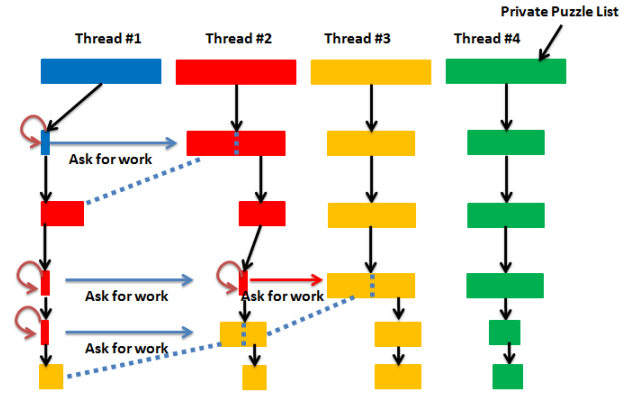 Private Puzzle List
Thread #1
Thread #2
Thread #3
Thread #4
Ask for work
Ask for work
Ask for work
Ask for work